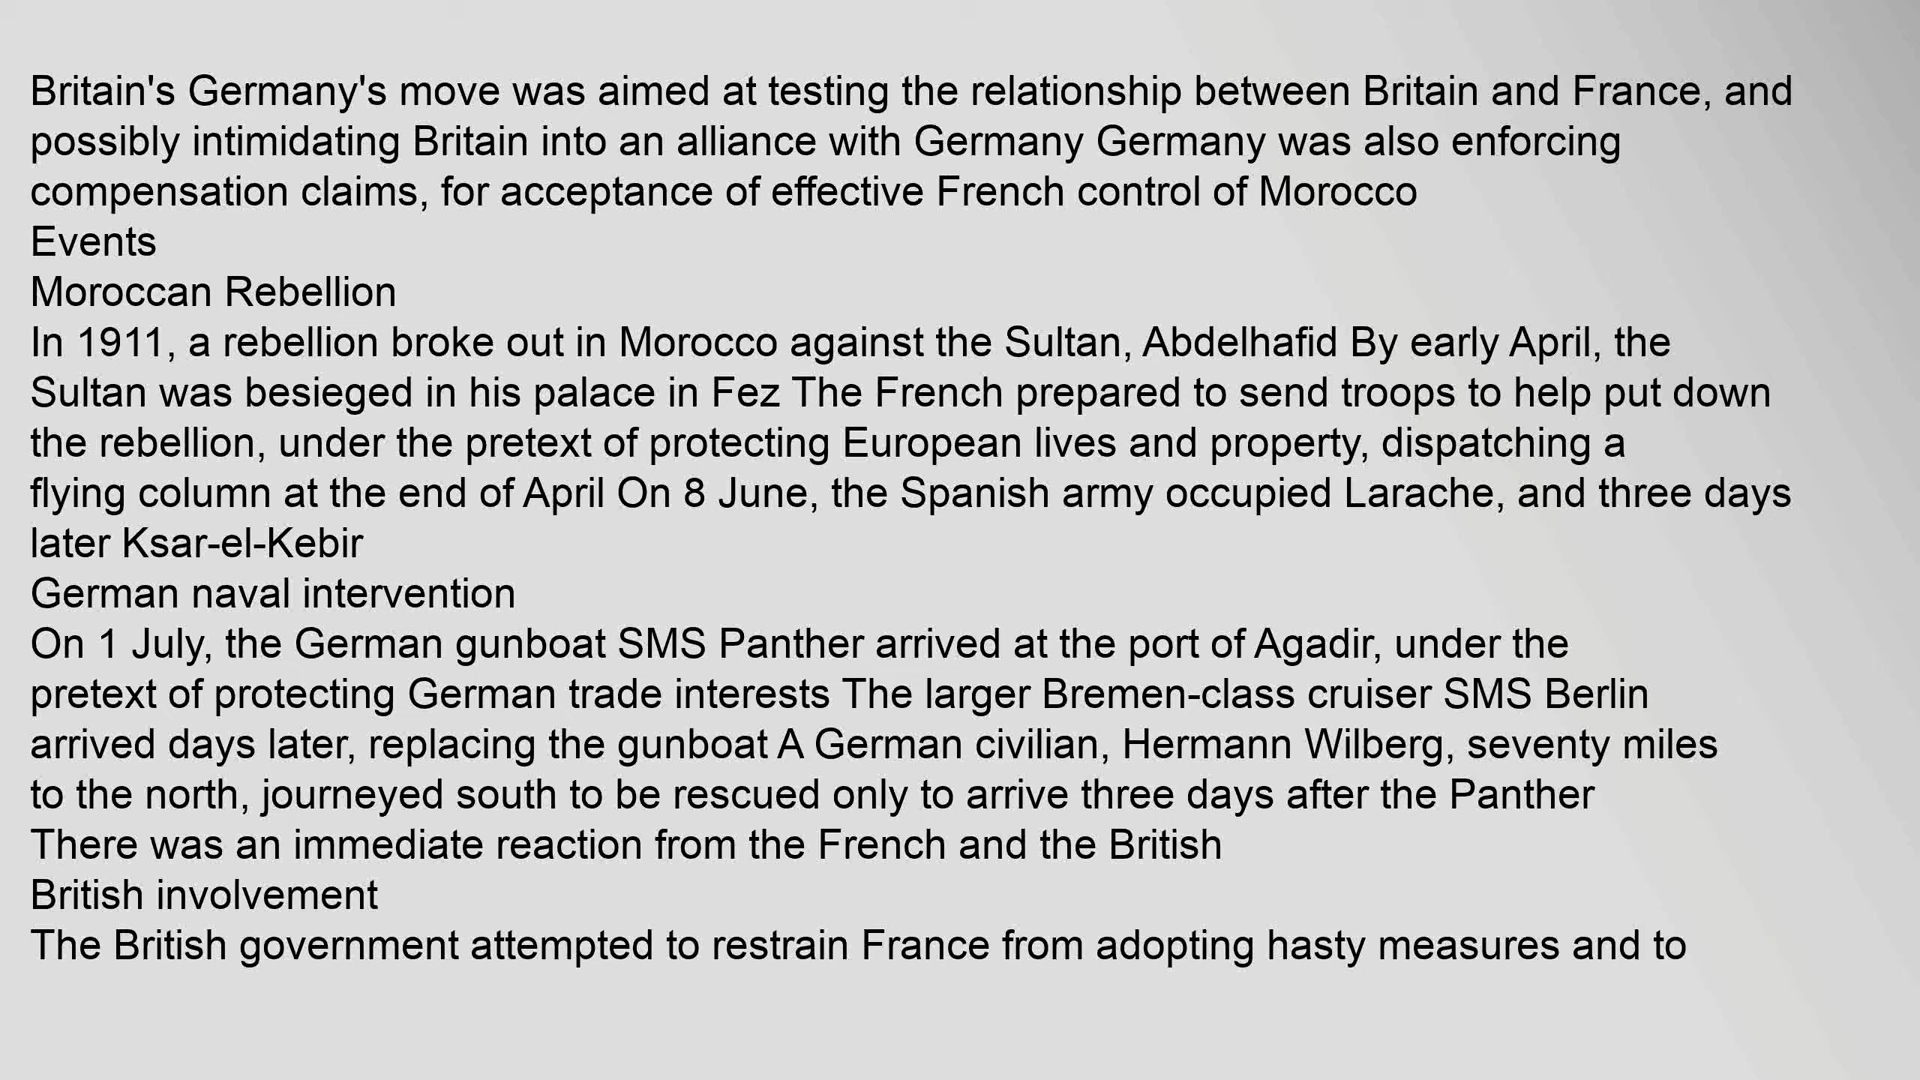 Britain's Germany's move was aimed at testing the relationship between Britain and France, and
possibly intimidating Britain into an alliance with Germany Germany was also enforcing
compensation claims, for acceptance of effective French control of Morocco
Events
Moroccan Rebellion
In 1911, a rebellion broke out in Morocco against the Sultan, Abdelhafid By early April, the
Sultan was besieged in his palace in Fez The French prepared to send troops to help put down
the rebellion, under the pretext of protecting European lives and property, dispatching a
flying column at the end of April On 8 June, the Spanish army occupied Larache, and three days
later Ksar-el-Kebir
German naval intervention
On 1 July, the German gunboat SMS Panther arrived at the port of Agadir, under the
pretext of protecting German trade interests The larger Bremen-class cruiser SMS Berlin
arrived days later, replacing the gunboat A German civilian, Hermann Wilberg, seventy miles
to the north, journeyed south to be rescued only to arrive three days after the Panther
There was an immediate reaction from the French and the British
British involvement
The British government attempted to restrain France from adopting hasty measures and to